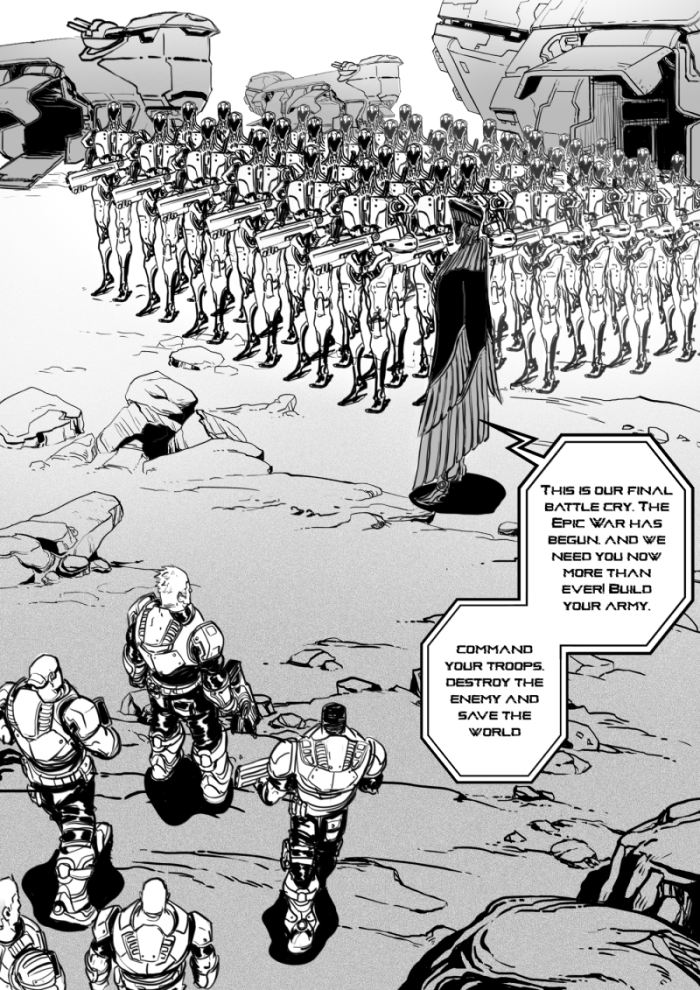 This is our final
battle cry. The
Epic War has
begun, and we
need you now
more than
ever! Build
your army.
command
your troops.
destroy the
enemy and
save the
world